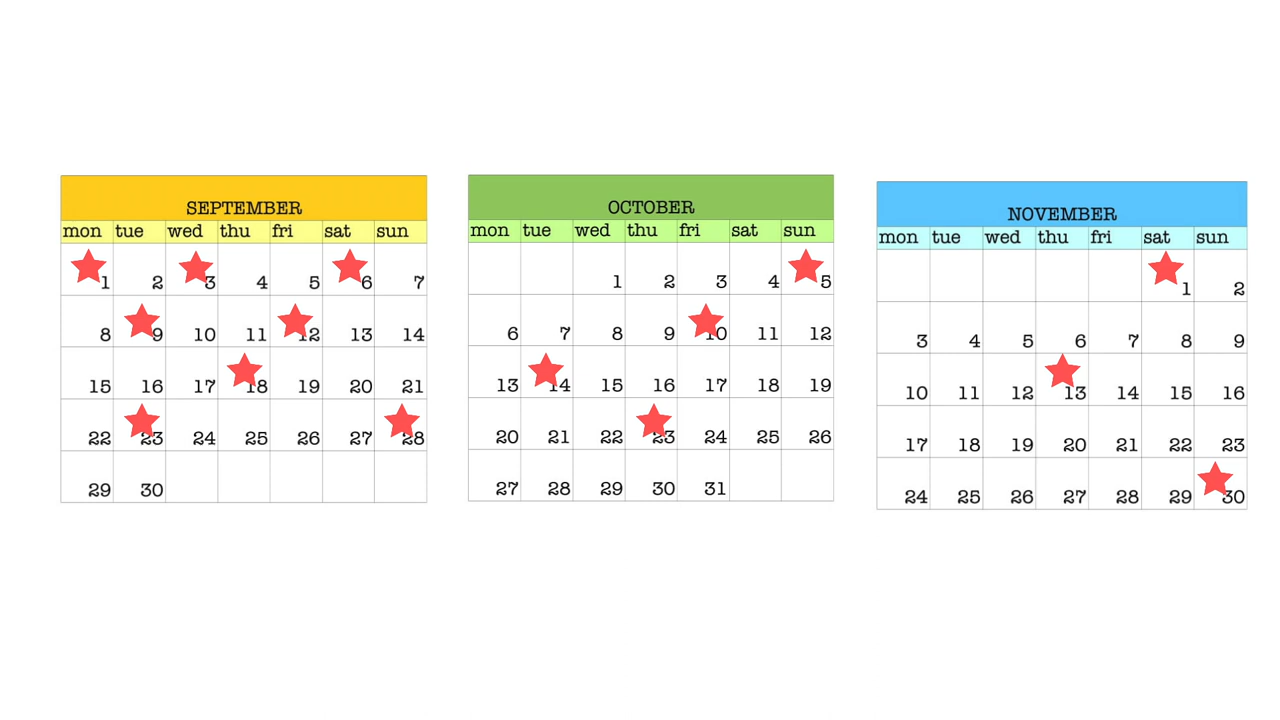 SEPTEMBER
mon tue wed thu fri sat sun
1 2 3 4 5 6 7
8 9 10 11 12 13 14
15 16 17 18 19 20 21
22 23 24 25 26 27 28
29 30
OCTOBER
mon tue wed thu fri sat sun
1 2 3 4 5
6 7 8 9 10 11 12
13 14 15 16 17 18 19
20 21 22 23 24 25 26
27 28 29 30 31
NOVEMBER
mon tue wed thu fri sat sun
1 2
3 4 5 6 7 8 9
10 11 12 13 14 15 16
17 18 19 20 21 22 23
24 25 26 27 28 29 30